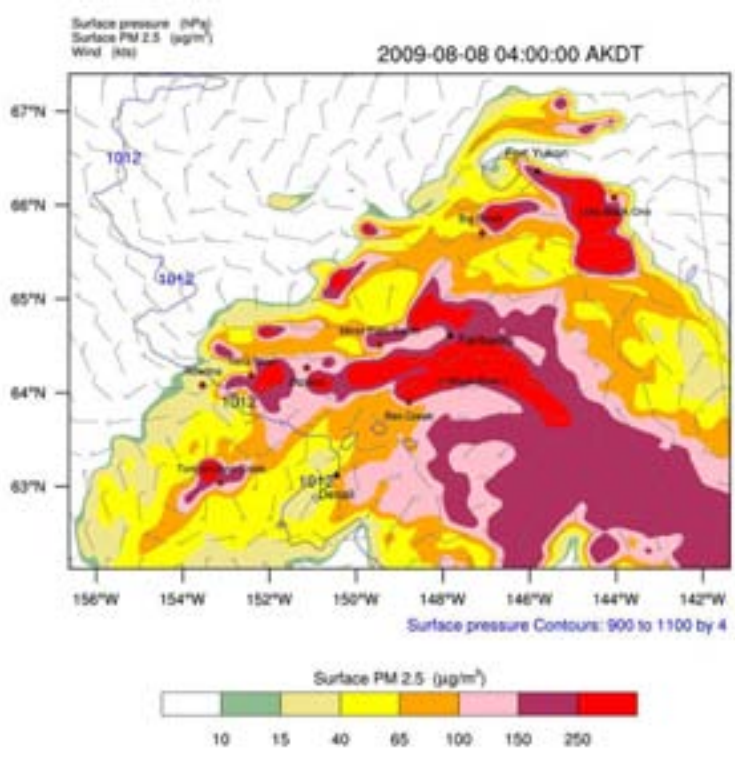 Surface pressure (hPa)
Surface PM 2.5 (µg/m³)
Wind (kts)
2009-08-08 04:00:00 AKDT
67°N
66°N
65°N
64°N
63°N
1012
Fort Yukon
1012
Fairbanks
1012
1012
Denali
156°W 154°W 152°W 150°W 148°W 146°W 144°W 142°W
Surface pressure Contours: 900 to 1100 by 4
Surface PM 2.5 (µg/m³)
10 15 40 65 100 150 250